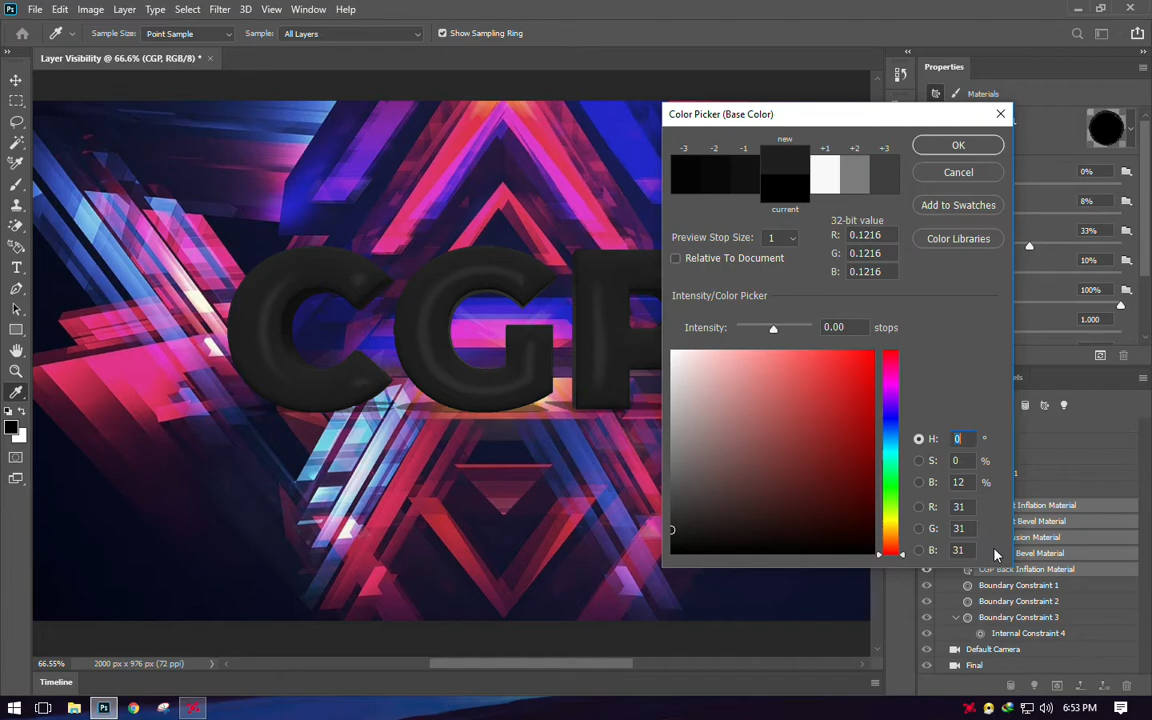 Ps File Edit Image Layer Type Select Filter 3D View Window Help
Sample Size: Point Sample Sample: All Layers Show Sampling Ring
Layer Visibility @ 66.6% (CGP, RGB/8) * ×
Properties
Materials
Color Picker (Base Color)
new
-3 -2 -1 +1 +2 +3
current
OK
Cancel
Add to Swatches
Color Libraries
32-bit value
R: 0.1216
G: 0.1216
B: 0.1216
Preview Stop Size: 1
Relative To Document
Intensity/Color Picker
Intensity: 0.00 stops
H: 0 °
S: 0 %
B: 12 %
R: 31
G: 31
B: 31
0%
8%
33%
10%
100%
1.000
CGP
Inflation Material
Bevel Material
Material
Bevel Material
CGP Back Inflation Material
Boundary Constraint 1
Boundary Constraint 2
Boundary Constraint 3
Internal Constraint 4
Default Camera
Final
66.55% 2000 px x 976 px (72 ppi)
Timeline
Ps
6:53 PM